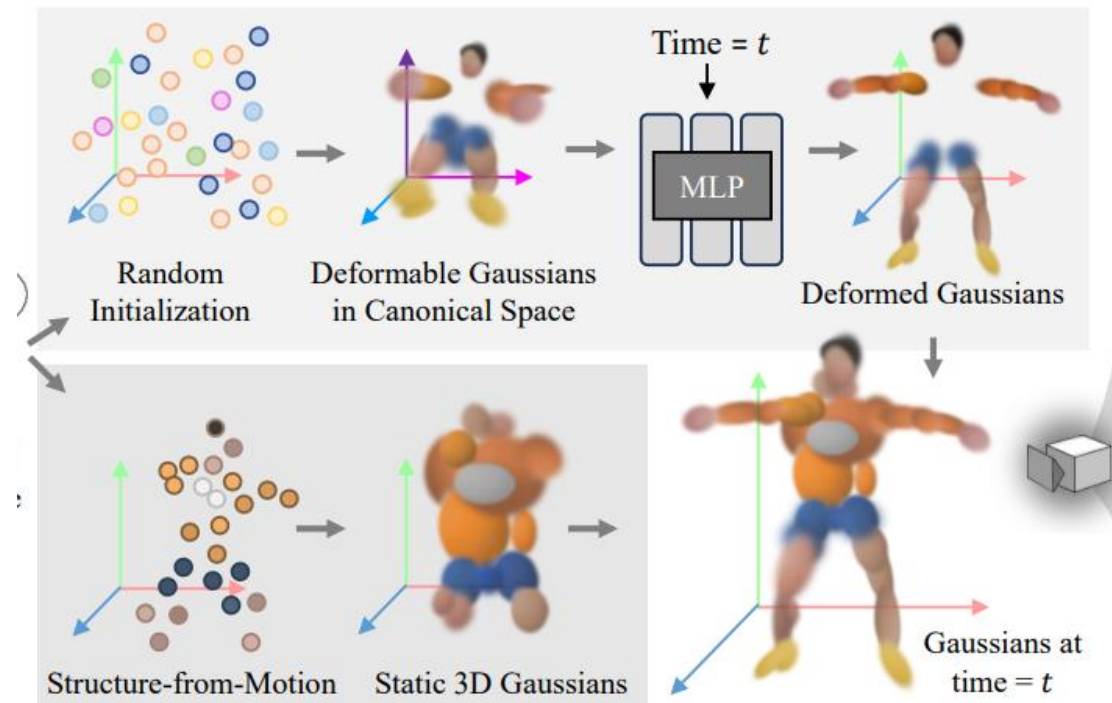 Time = t
MLP
Random
Initialization
Deformable Gaussians
in Canonical Space
Deformed Gaussians
Structure-from-Motion
Static 3D Gaussians
Gaussians at
time = t